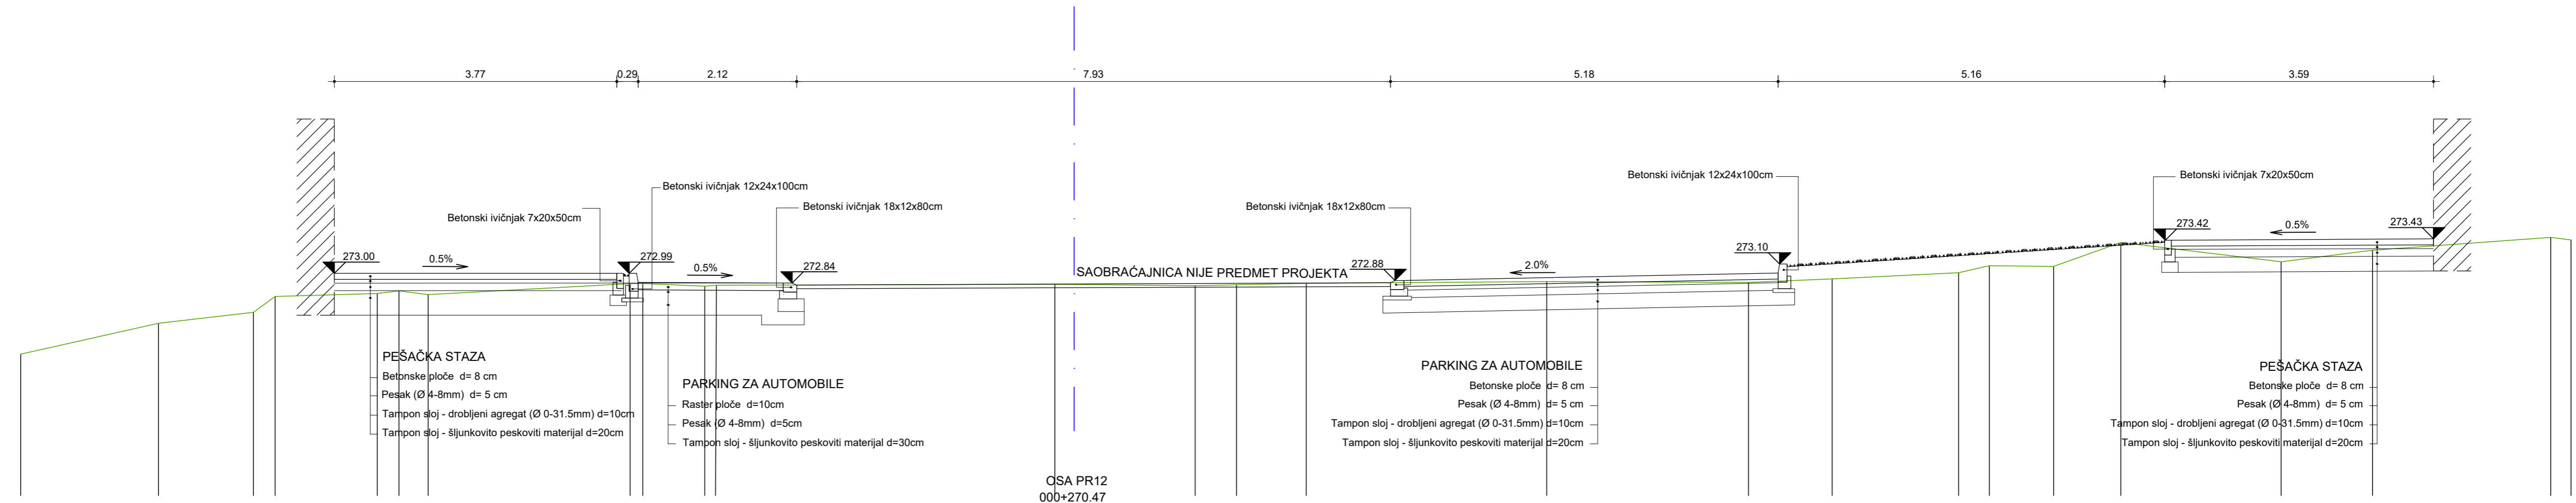 3.77 0.29 2.12 7.93 5.18 5.16 3.59
Betonski ivičnjak 12x24x100cm
Betonski ivičnjak 7x20x50cm
Betonski ivičnjak 18x12x80cm
Betonski ivičnjak 18x12x80cm
Betonski ivičnjak 12x24x100cm
Betonski ivičnjak 7x20x50cm
273.00
0.5%
272.99
0.5%
272.84
SAOBRAĆAJNICA NIJE PREDMET PROJEKTA
272.88
2.0%
273.10
273.42
0.5%
273.43
PEŠAČKA STAZA
Betonske ploče d= 8 cm
Pesak (Ø 4-8mm) d= 5 cm
Tampon sloj - drobljeni agregat (Ø 0-31.5mm) d=10cm
Tampon sloj - šljunkovito peskoviti materijal d=20cm
PARKING ZA AUTOMOBILE
Raster ploče d=10cm
Pesak (Ø 4-8mm) d=5cm
Tampon sloj - šljunkovito peskoviti materijal d=30cm
OSA PR12
000+270.47
PARKING ZA AUTOMOBILE
Betonske ploče d= 8 cm
Pesak (Ø 4-8mm) d= 5 cm
Tampon sloj - drobljeni agregat (Ø 0-31.5mm) d=10cm
Tampon sloj - šljunkovito peskoviti materijal d=20cm
PEŠAČKA STAZA
Betonske ploče d= 8 cm
Pesak (Ø 4-8mm) d= 5 cm
Tampon sloj - drobljeni agregat (Ø 0-31.5mm) d=10cm
Tampon sloj - šljunkovito peskoviti materijal d=20cm